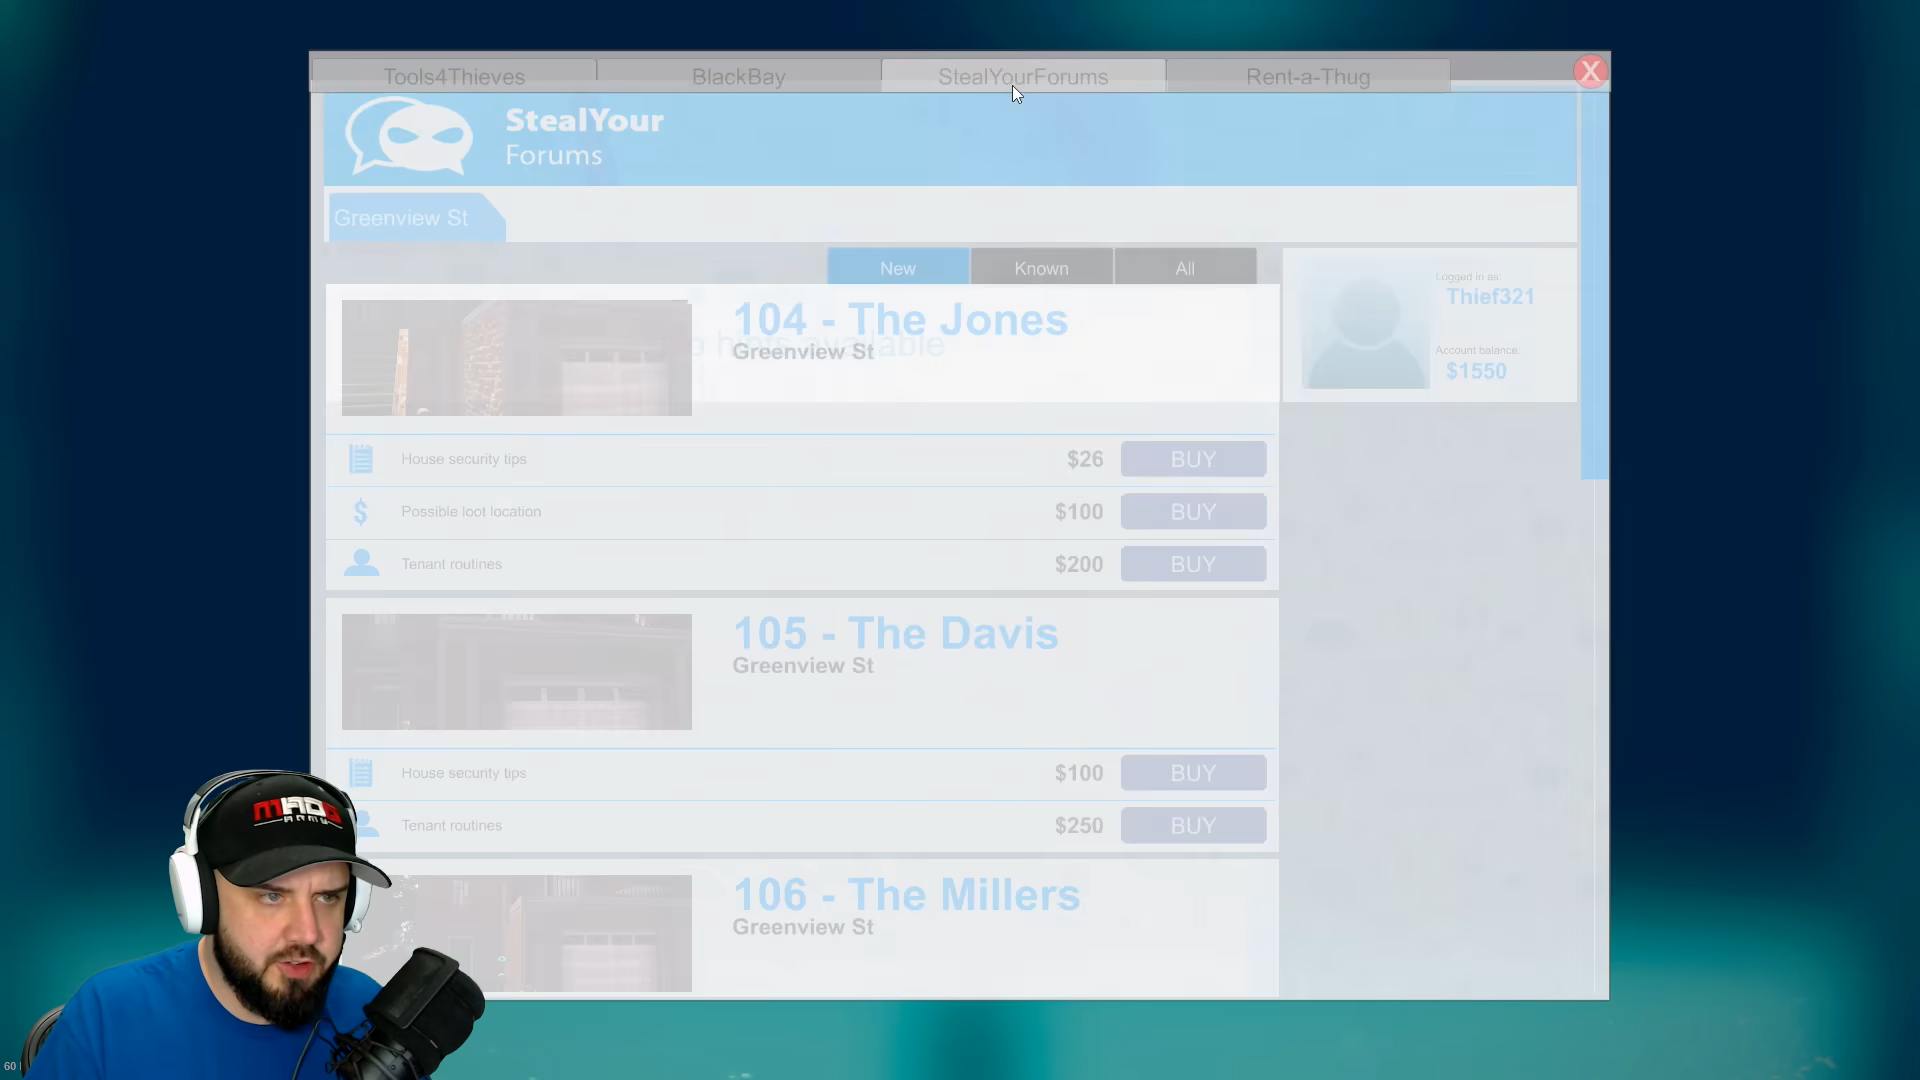 Tools4Thieves
BlackBay
StealYourForums
Rent-a-Thug
X
StealYour
Forums
Greenview St
New
Known
All
Logged in as:
Thief321
Account balance:
$1550
104 - The Jones
hints available
Greenview St
House security tips
$26
BUY
Possible loot location
$100
BUY
Tenant routines
$200
BUY
105 - The Davis
Greenview St
House security tips
$100
BUY
Tenant routines
$250
BUY
106 - The Millers
Greenview St
60